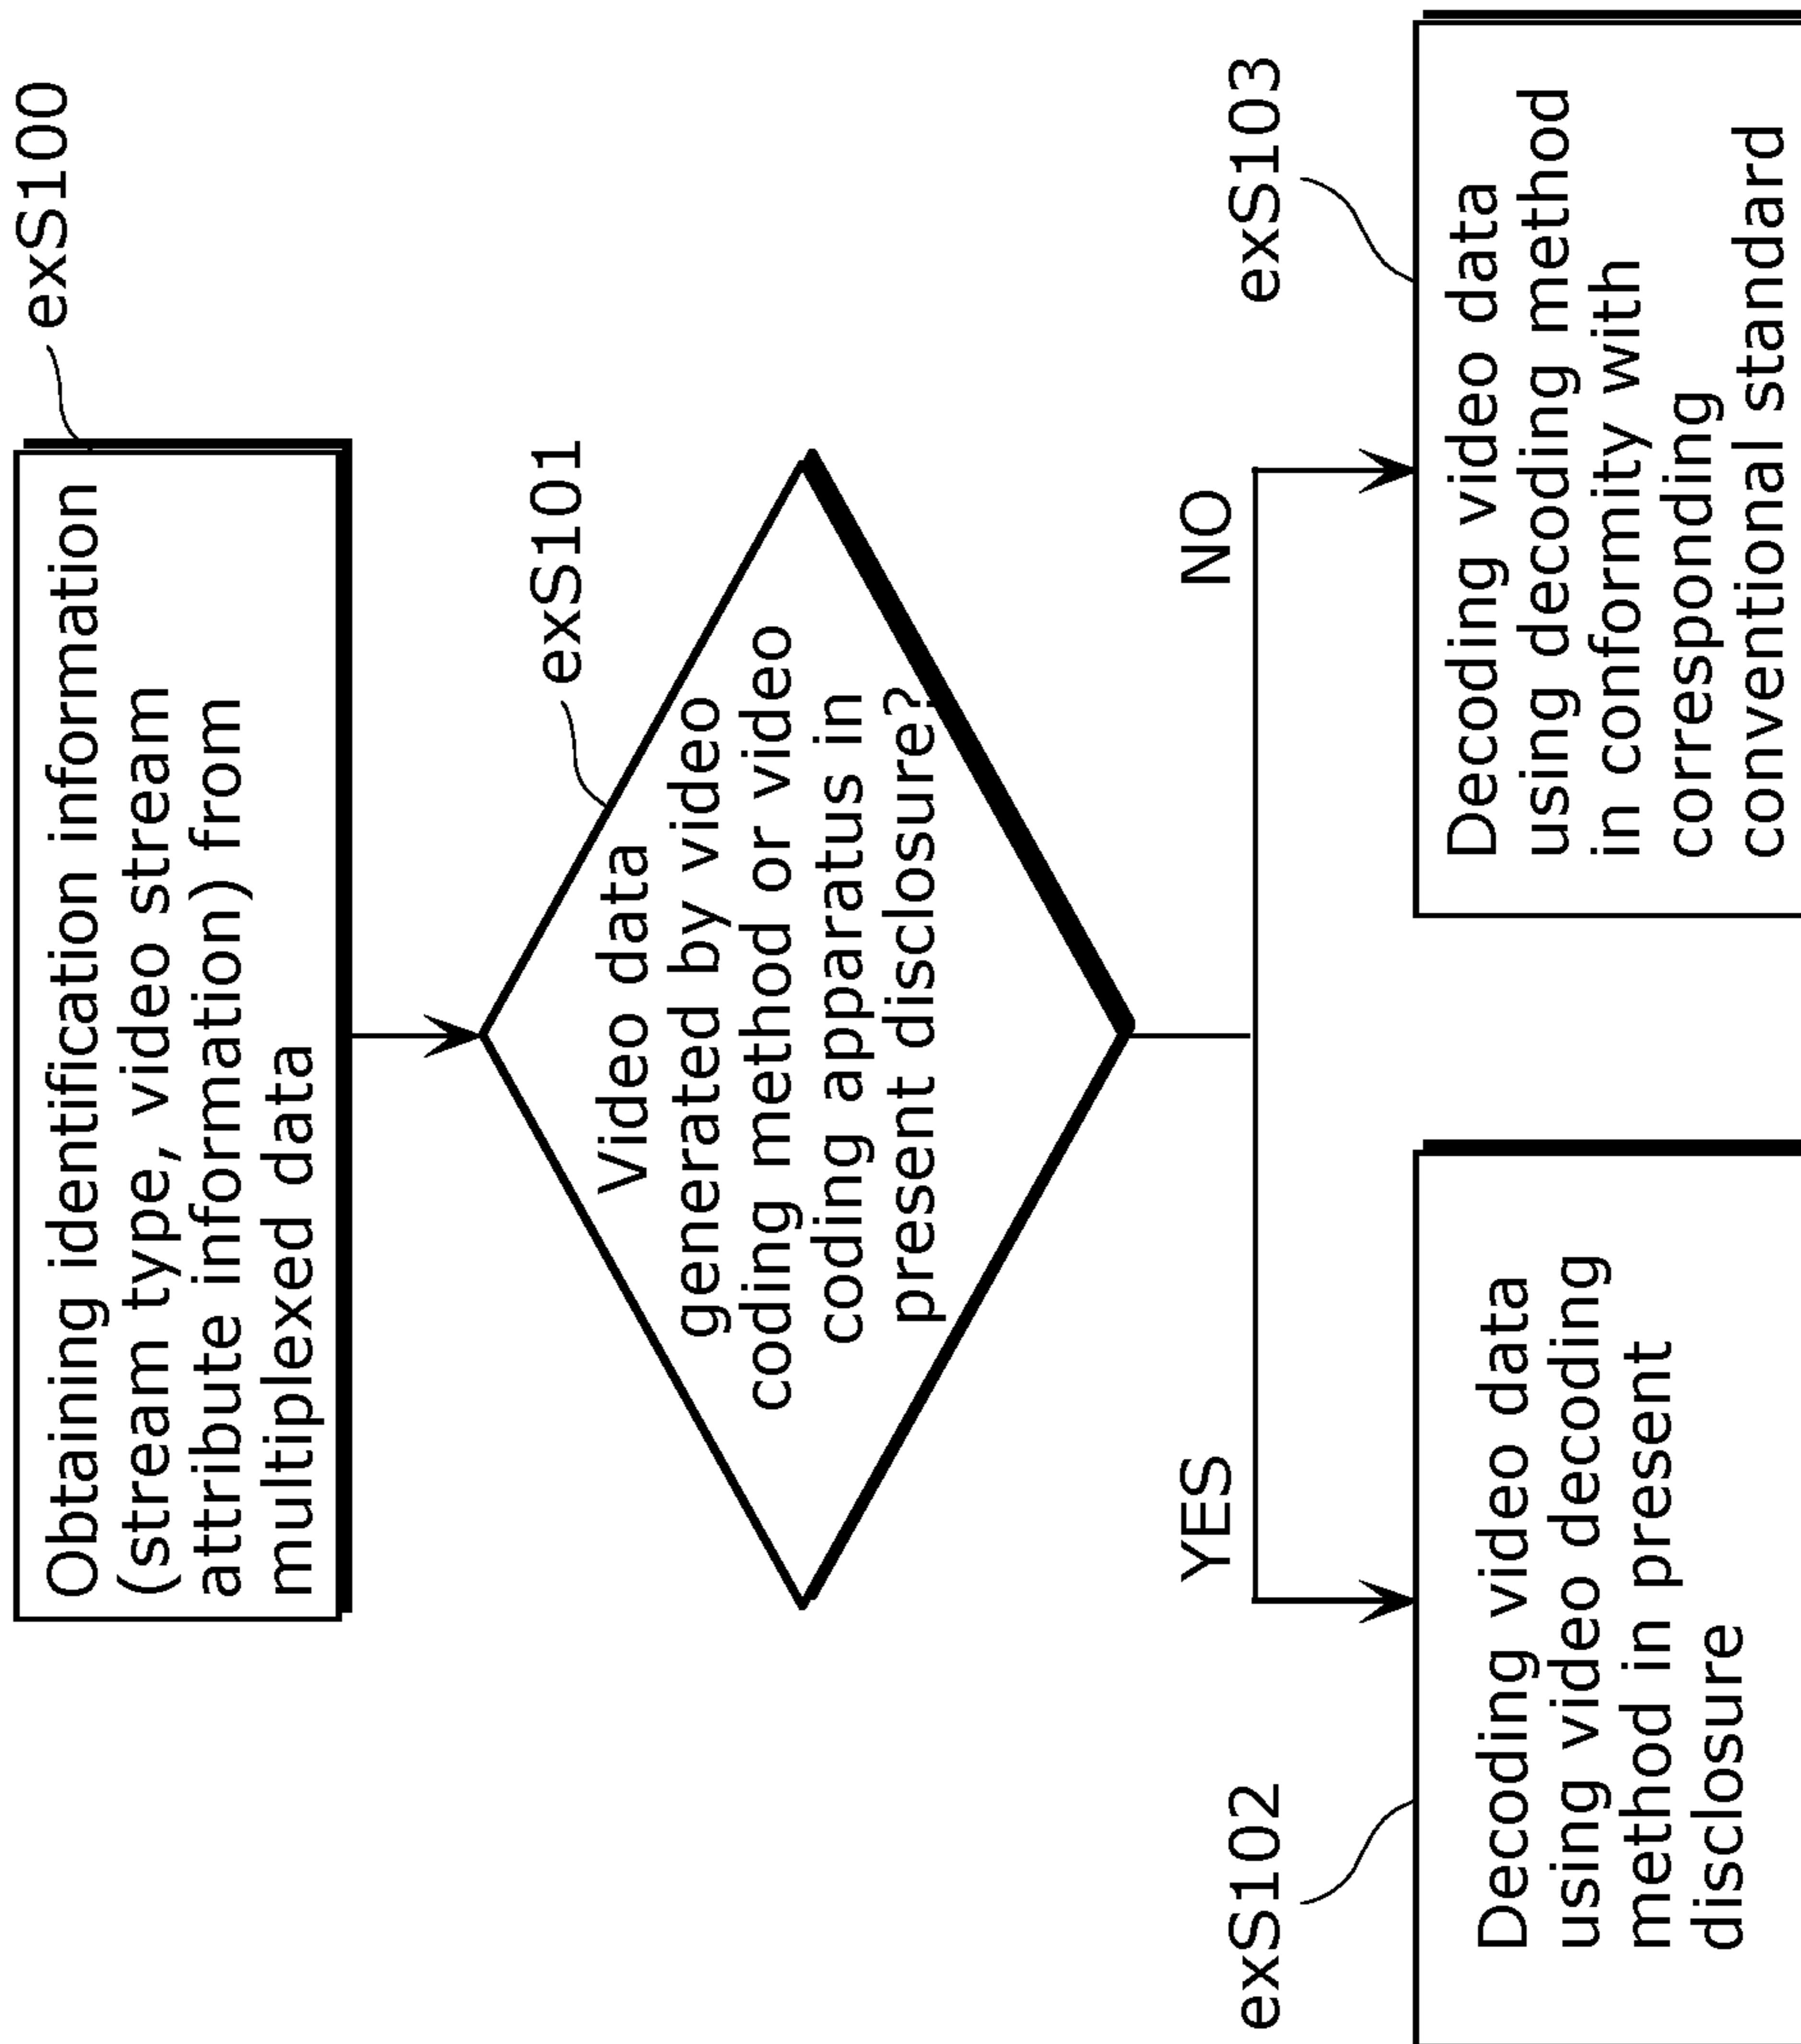 exS100
Obtaining identification information
(stream type, video stream
attribute information) from
multiplexed data
exS101
Video data
generated by video
coding method or video
coding apparatus in
present disclosure?
YES
NO
exS102
Decoding video data
using video decoding
method in present
disclosure
exS103
Decoding video data
using decoding method
in conformity with
corresponding
conventional standard